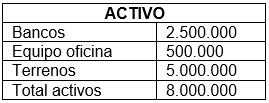 ACTIVO
Bancos 2.500.000
Equipo oficina 500.000
Terrenos 5.000.000
Total activos 8.000.000